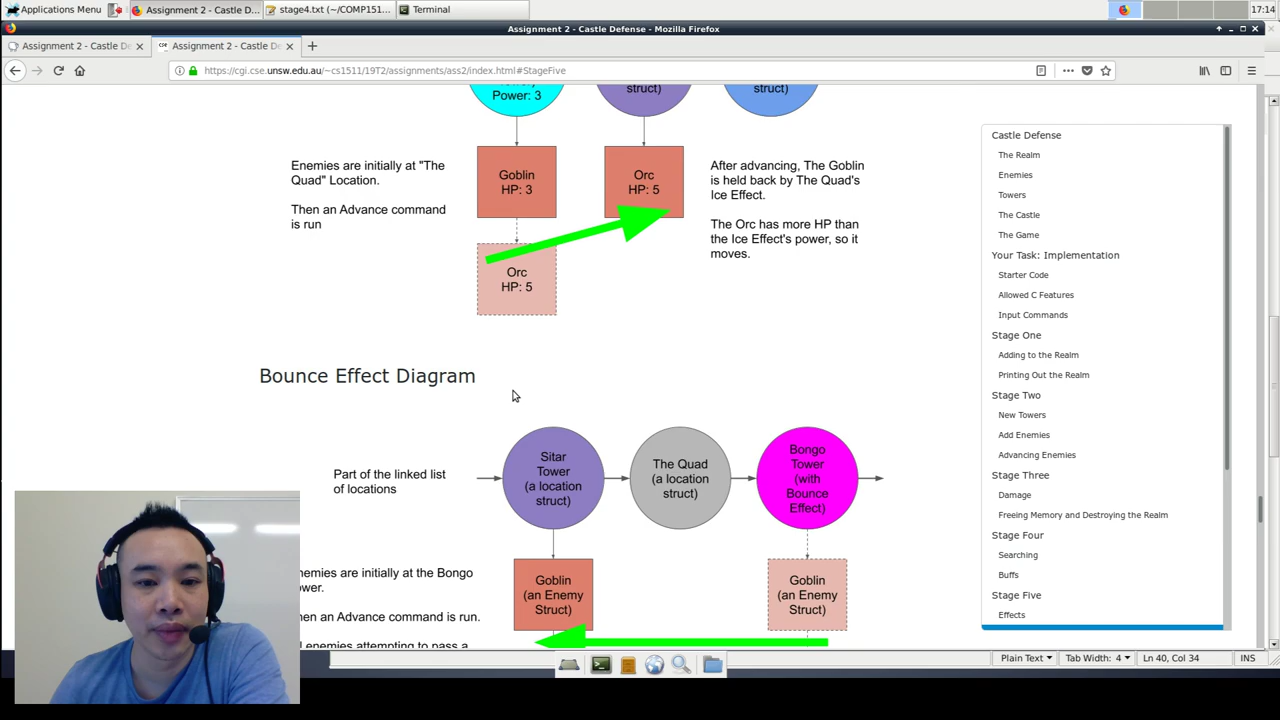 Applications Menu
Assignment 2 - Castle D...
stage4.txt (~/COMP151...
Terminal
17:14
Assignment 2 - Castle Defense - Mozilla Firefox
Assignment 2 - Castle D
Assignment 2 - Castle De
https://cgi.cse.unsw.edu.au/~cs1511/19T2/assignments/ass2/index.html#StageFive
Power: 3
struct)
struct)
Enemies are initially at "The
Quad" Location.
Then an Advance command
is run
Goblin
HP: 3
Orc
HP: 5
After advancing, The Goblin
is held back by The Quad's
Ice Effect.
The Orc has more HP than
the Ice Effect's power, so it
moves.
Orc
HP: 5
Bounce Effect Diagram
Part of the linked list
of locations
Sitar
Tower
(a location
struct)
The Quad
(a location
struct)
Bongo
Tower
(with
Bounce
Effect)
nemies are initially at the Bongo
ower.
en an Advance command is run.
enemies attempting to pass a
Goblin
(an Enemy
Struct)
Goblin
(an Enemy
Struct)
Castle Defense
The Realm
Enemies
Towers
The Castle
The Game
Your Task: Implementation
Starter Code
Allowed C Features
Input Commands
Stage One
Adding to the Realm
Printing Out the Realm
Stage Two
New Towers
Add Enemies
Advancing Enemies
Stage Three
Damage
Freeing Memory and Destroying the Realm
Stage Four
Searching
Buffs
Stage Five
Effects
Plain Text
Tab Width: 4
Ln 40, Col 34
INS